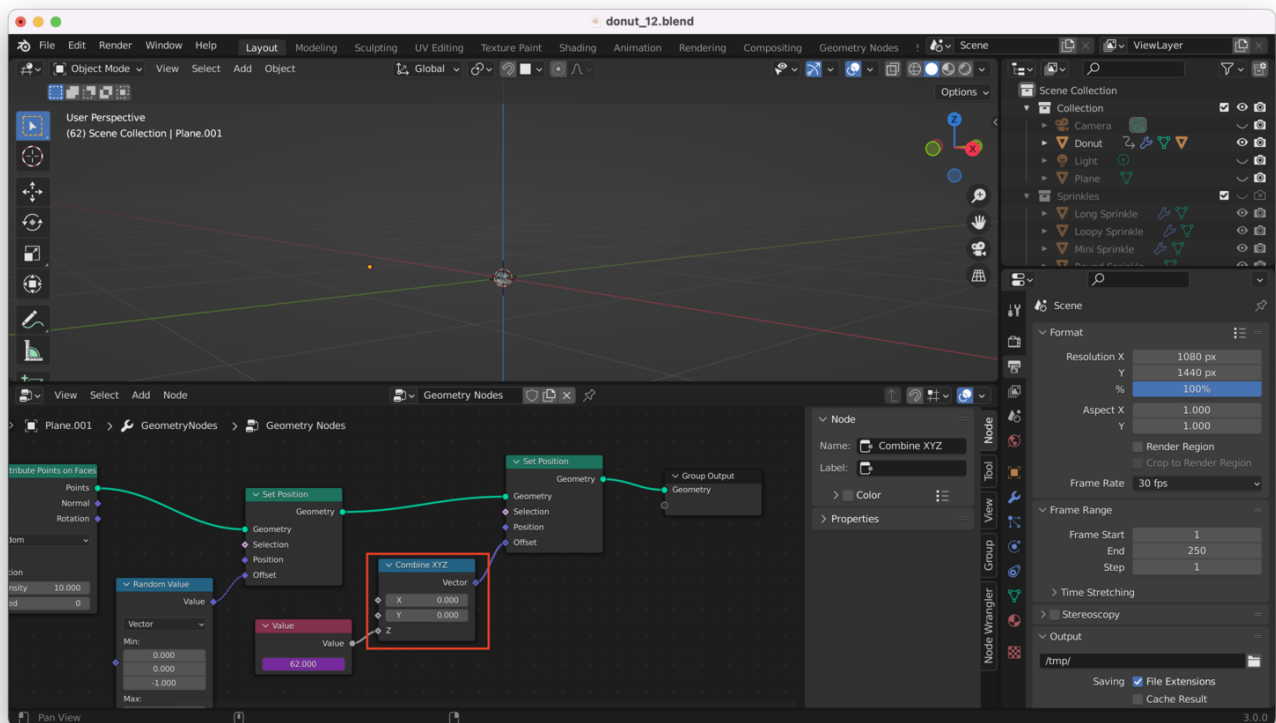 donut_12.blend
File Edit Render Window Help Layout Modeling Sculpting UV Editing Texture Paint Shading Animation Rendering Compositing Geometry Nodes Scene ViewLayer
Object Mode View Select Add Object Global
Options
User Perspective
(62) Scene Collection | Plane.001
Z
X
Scene Collection
Collection
Camera
Donut
Light
Plane
Sprinkles
Long Sprinkle
Loopy Sprinkle
Mini Sprinkle
Scene
Format
Resolution X 1080 px
Y 1440 px
% 100%
Aspect X 1.000
Y 1.000
Render Region
Crop to Render Region
Frame Rate 30 fps
Frame Range
Frame Start 1
End 250
Step 1
Time Stretching
Stereoscopy
Output
/tmp/
Saving File Extensions
Cache Result
View Select Add Node Geometry Nodes
Plane.001 > GeometryNodes > Geometry Nodes
tribute Points on Faces
Points
Normal
Rotation
dom
tion
nsity 10.000
ed 0
Random Value
Value
Vector
Min:
0.000
0.000
-1.000
Max:
Set Position
Geometry
Geometry
Selection
Position
Offset
Value
Value
62.000
Combine XYZ
Vector
X 0.000
Y 0.000
Z
Set Position
Geometry
Geometry
Selection
Position
Offset
Group Output
Geometry
Node
Name: Combine XYZ
Label:
Color
Properties
Node
Tool
View
Group
Node Wrangler
Pan View
3.0.0